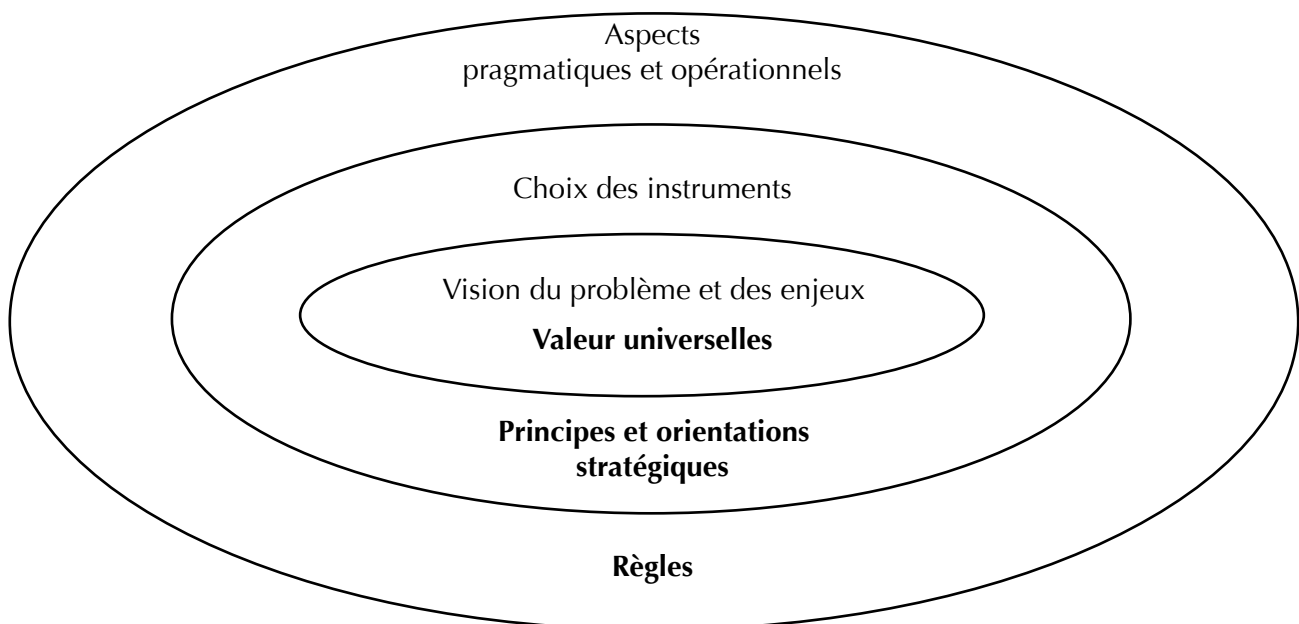 Aspects
pragmatiques et opérationnels
Choix des instruments
Vision du problème et des enjeux
Valeur universelles
Principes et orientations
stratégiques
Règles